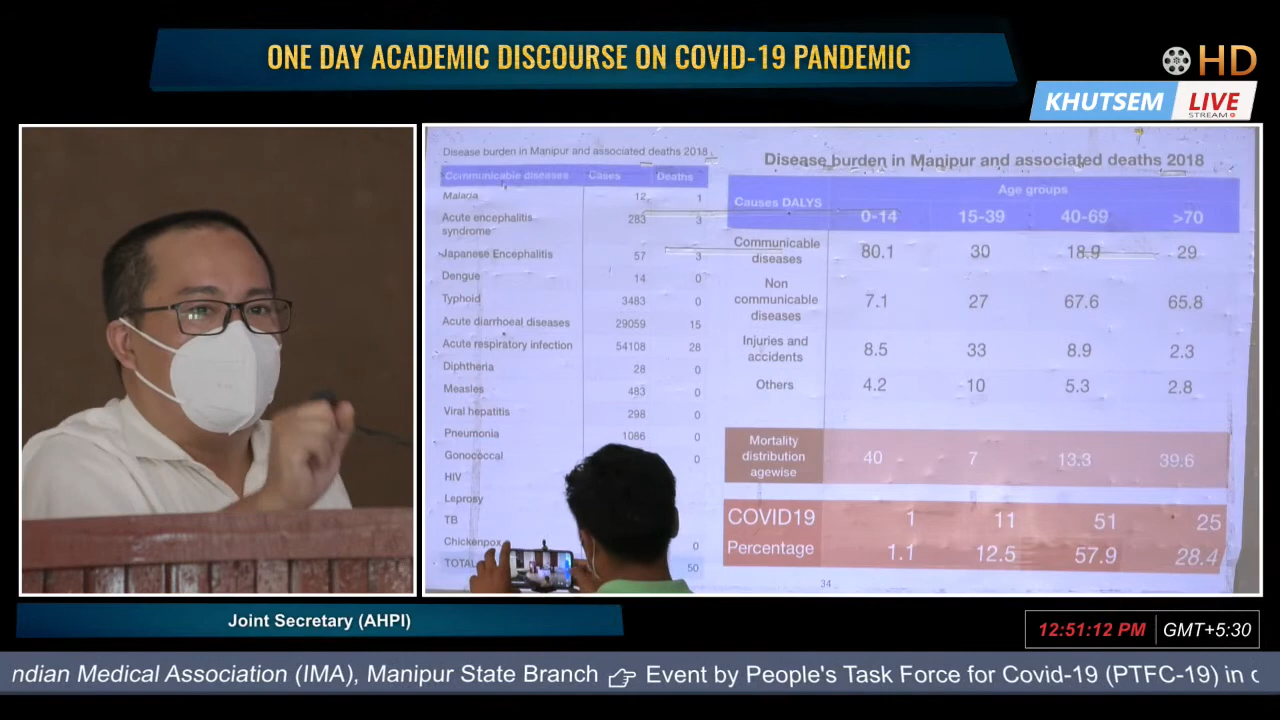 ONE DAY ACADEMIC DISCOURSE ON COVID-19 PANDEMIC
HD
KHUTSEM LIVE
STREAM
Disease burden in Manipur and associated deaths 2018
Communicable diseases Cases Deaths
Malaria 12 1
Acute encephalitis
syndrome 283 3
Japanese Encephalitis 57 3
Dengue 14 0
Typhoid 3483 0
Acute diarrhoeal diseases 29059 15
Acute respiratory infection 54108 28
Diphtheria 28 0
Measles 483 0
Viral hepatitis 298 0
Pneumonia 1086 0
Gonococcal 0
HIV
Leprosy
TB
Chickenpox 0
TOTAL 50
Disease burden in Manipur and associated deaths 2018
Age groups
Causes DALYS 0-14 15-39 40-69 >70
Communicable
diseases 80.1 30 18.9 29
Non
communicable
diseases 7.1 27 67.6 65.8
Injuries and
accidents 8.5 33 8.9 2.3
Others 4.2 10 5.3 2.8
Mortality
distribution
agewise 40 7 13.3 39.6
COVID19 1 11 51 25
Percentage 1.1 12.5 57.9 28.4
34
Joint Secretary (AHPI)
12:51:12 PM GMT+5:30
ndian Medical Association (IMA), Manipur State Branch Event by People's Task Force for Covid-19 (PTFC-19) in